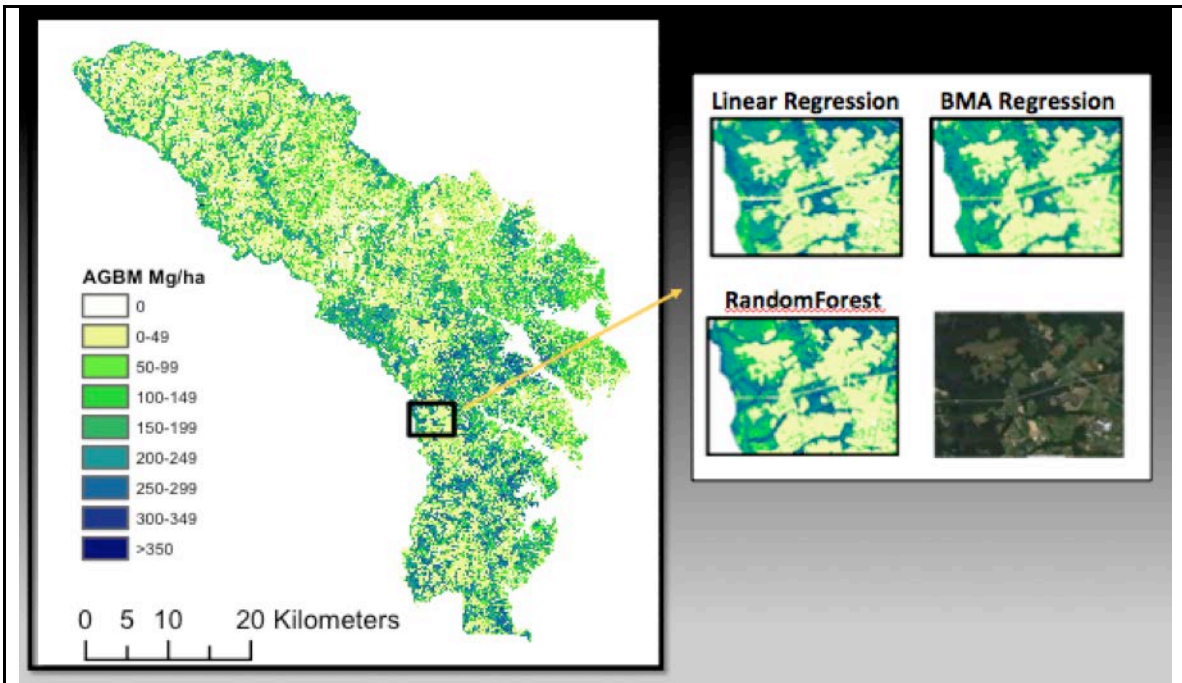 AGBM Mg/ha
0
0-49
50-99
100-149
150-199
200-249
250-299
300-349
>350
0 5 10 20 Kilometers
Linear Regression BMA Regression
RandomForest